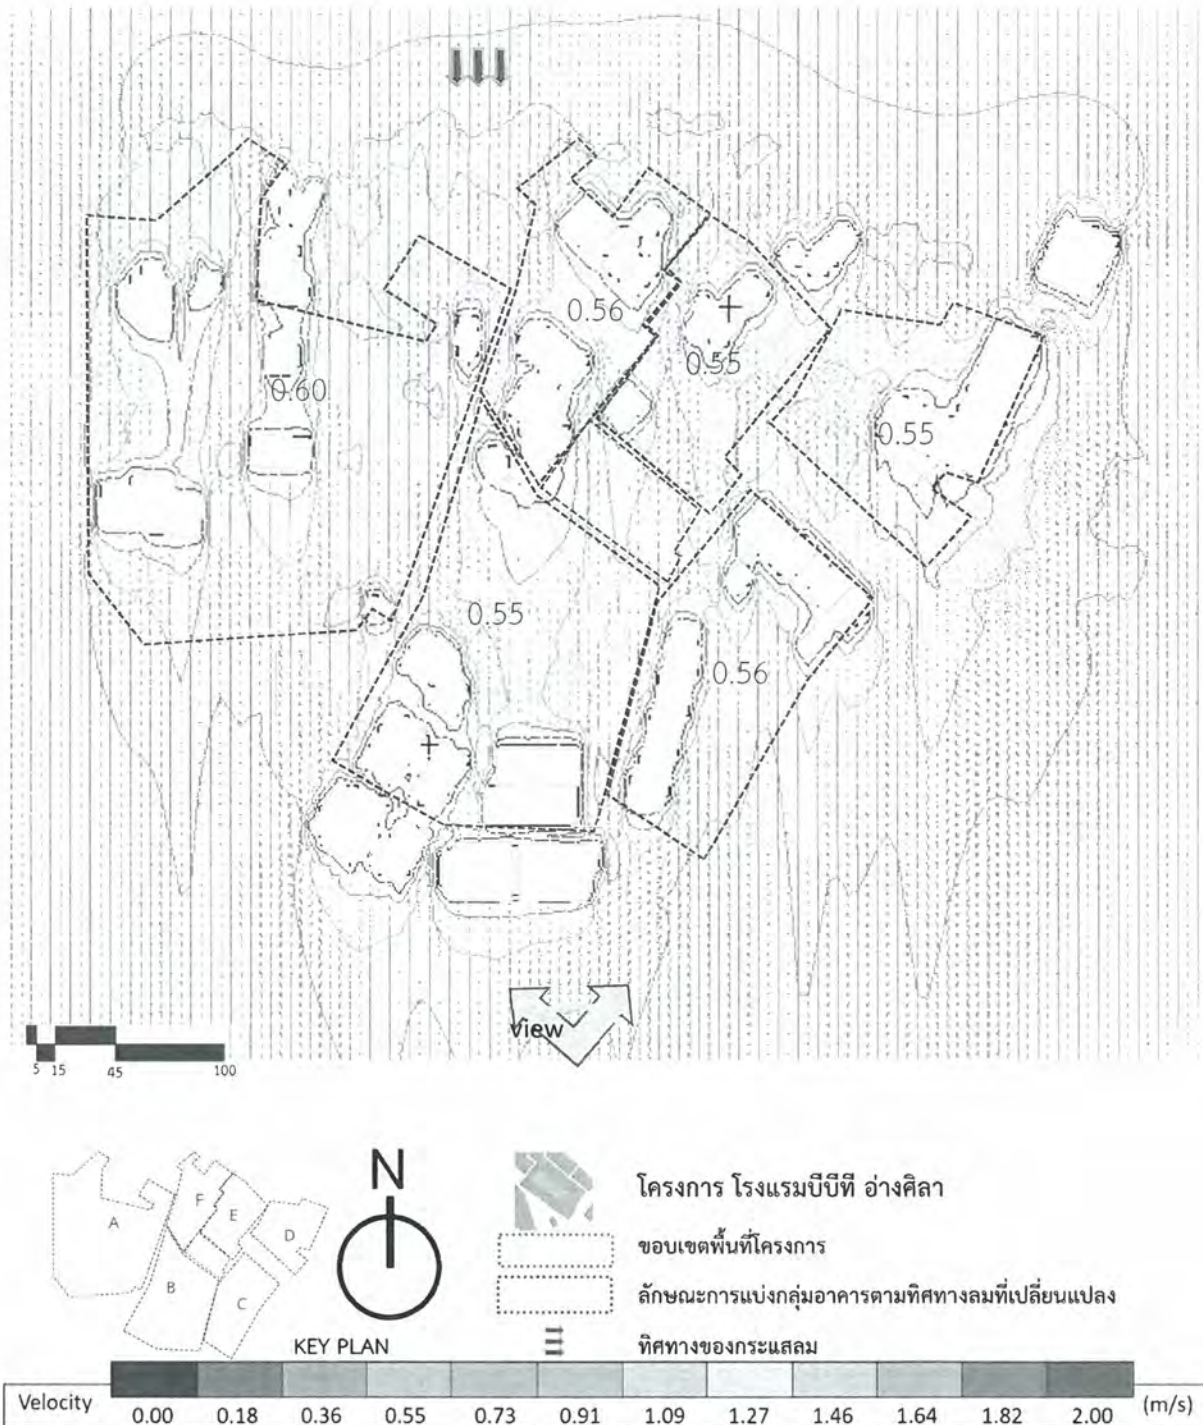 0.56
0.55
0.60
0.55
0.55
0.56
view
5 15 45 100
A
F
E
D
B
C
KEY PLAN
N
โครงการ โรงแรมบีบีที อ่างศิลา
ขอบเขตพื้นที่โครงการ
ลักษณะการแบ่งกลุ่มอาคารตามทิศทางลมที่เปลี่ยนแปลง
ทิศทางของกระแสลม
Velocity 0.00 0.18 0.36 0.55 0.73 0.91 1.09 1.27 1.46 1.64 1.82 2.00 (m/s)